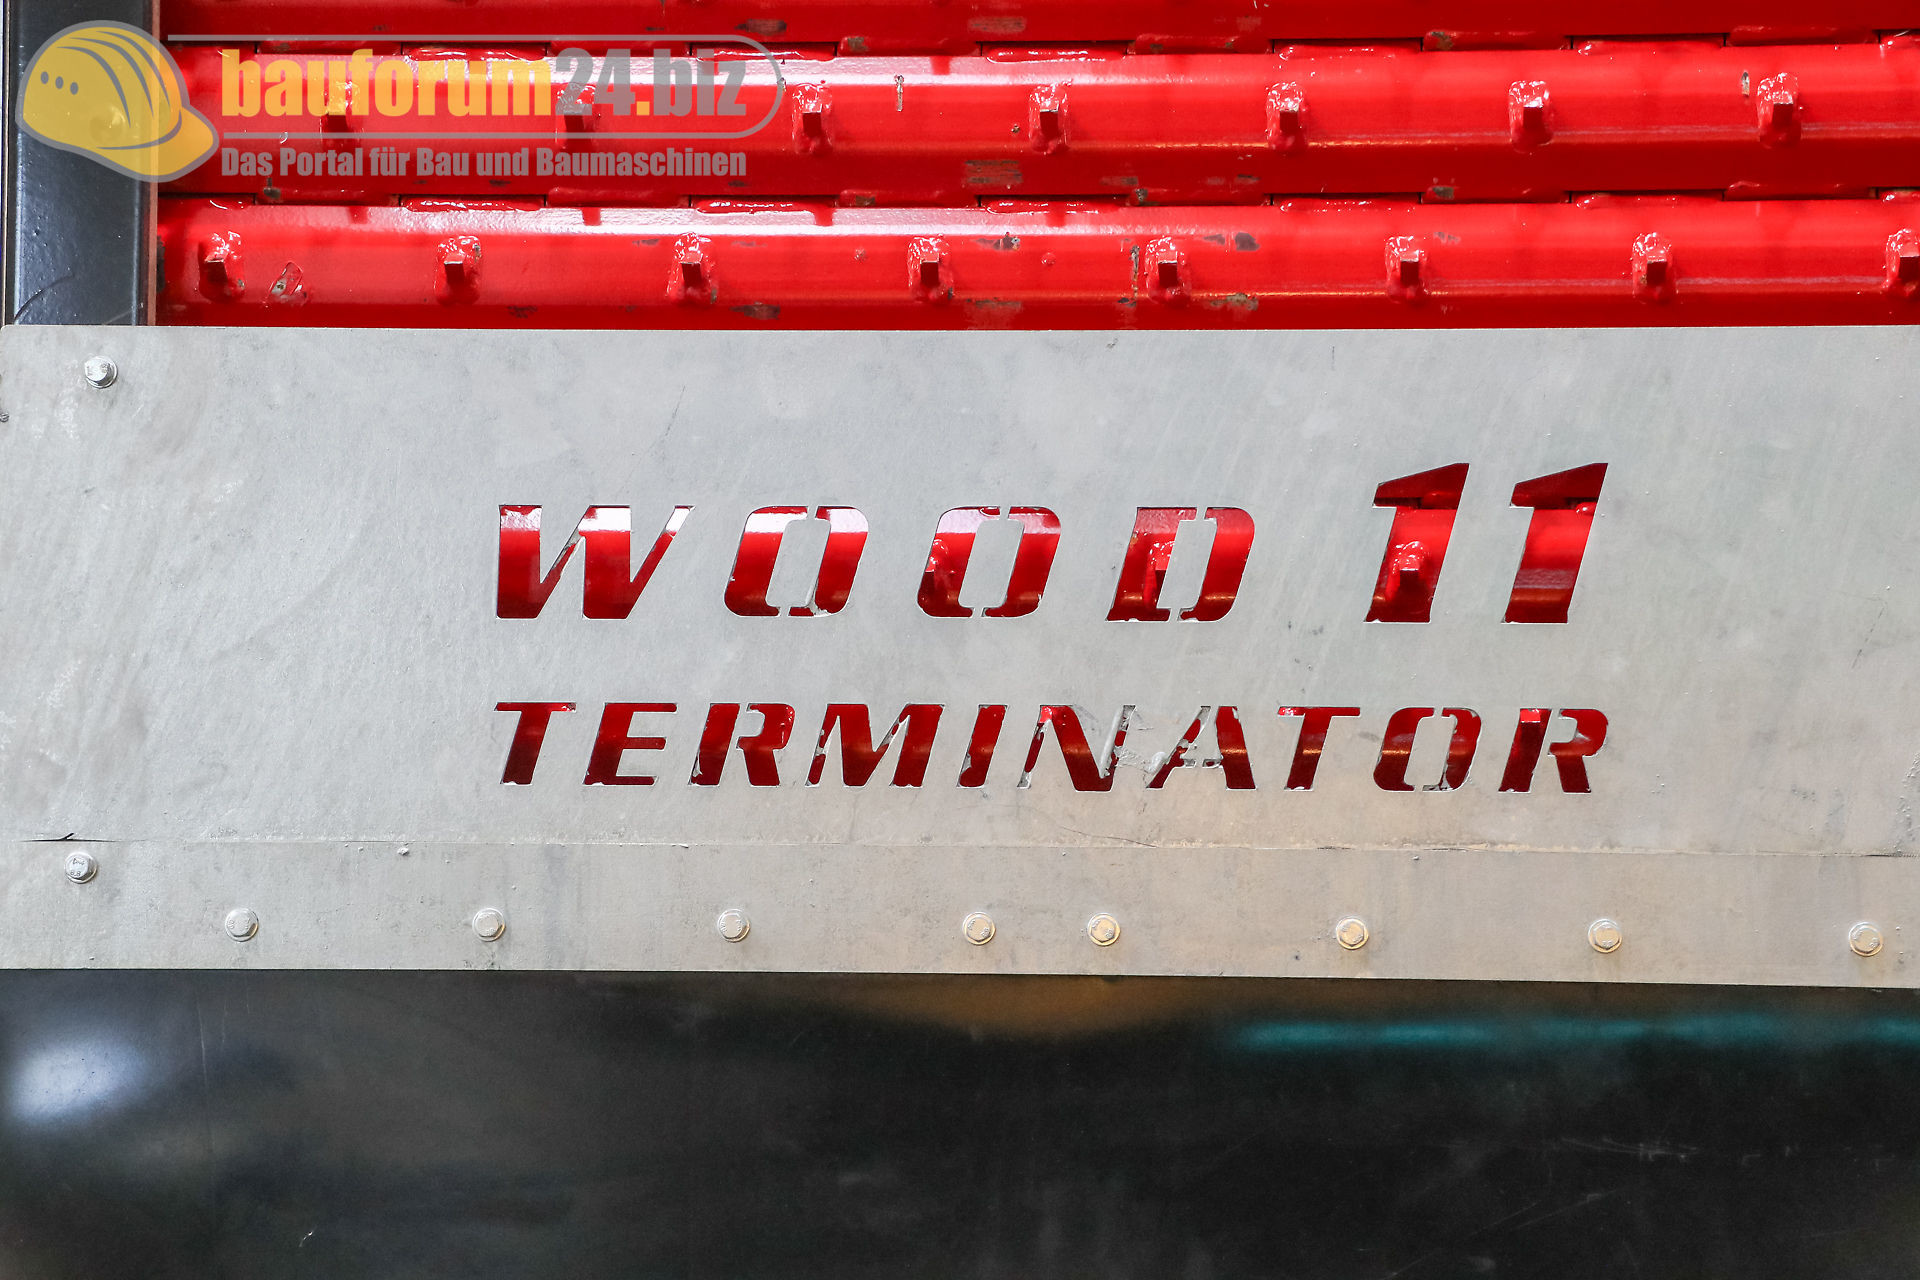 bauforum24.biz
Das Portal für Bau und Baumaschinen
WOOD 11
TERMINATOR